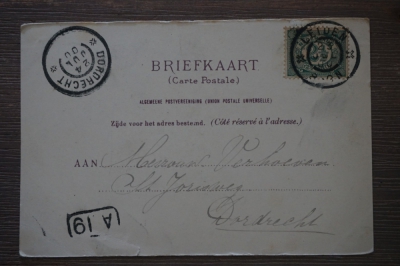 DORDRECHT
BRIEFKAART
(Carte Postale)
ALGEMEENE POSTVEREENIGING (UNION POSTALE UNIVERSELLE)
Zijde voor het adres bestemd. (Côté réservé à l'adresse.)
AAN Mevrouw Verhoeven
Dordrecht
A 19